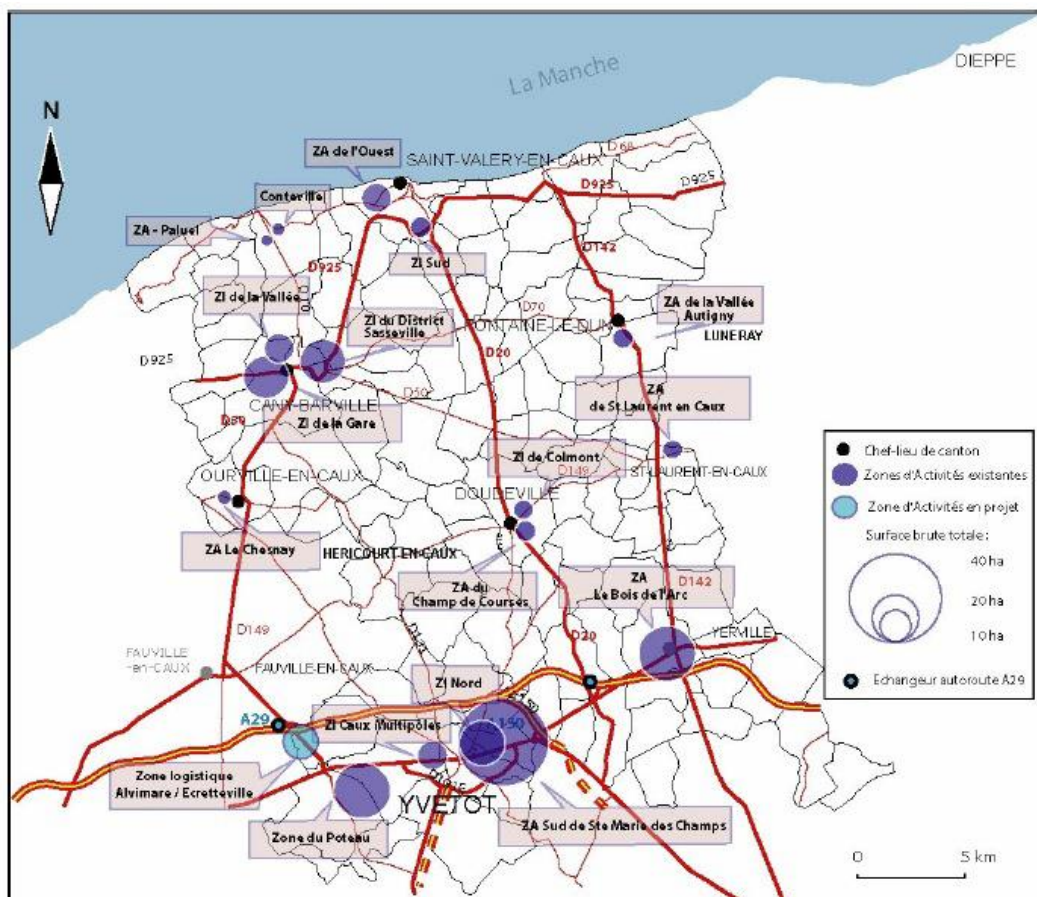 DIEPPE
La Manche
N
ZA de l'Ouest
SAINT-VALERY-EN-CAUX
D68
D925
D925
Conteville
ZA - Paluel
D142
D925
ZI Sud
ZI de la Vallée
D10
ZI du District
Sasseville
D70
FONTAINE-LE-DUN
ZA de la Vallée
Autigny
LUNERAY
D925
D20
D50
CANY-BARVILLE
ZI de la Gare
ZA
de St Laurent en Caux
ZI de Colmont
D149
ST-LAURENT-EN-CAUX
OURVILLE-EN-CAUX
DOUDEVILLE
ZA Le Chesnay
HERICOURT-EN-CAUX
ZA du
Champ de Courses
ZA
Le Bois de l'Arc
D142
YERVILLE
D149
D20
FAUVILLE
-en-CAUX
FAUVILLE-EN-CAUX
ZI Nord
A29
ZI Caux Multipôles
Zone logistique
Alvimare / Ecretteville
YVETOT
Zone du Poteau
ZA Sud de Ste Marie des Champs
Chef-lieu de canton
Zones d'Activités existantes
Zone d'Activités en projet
Surface brute totale :
40 ha
20 ha
10 ha
Echangeur autoroute A29
0
5 km